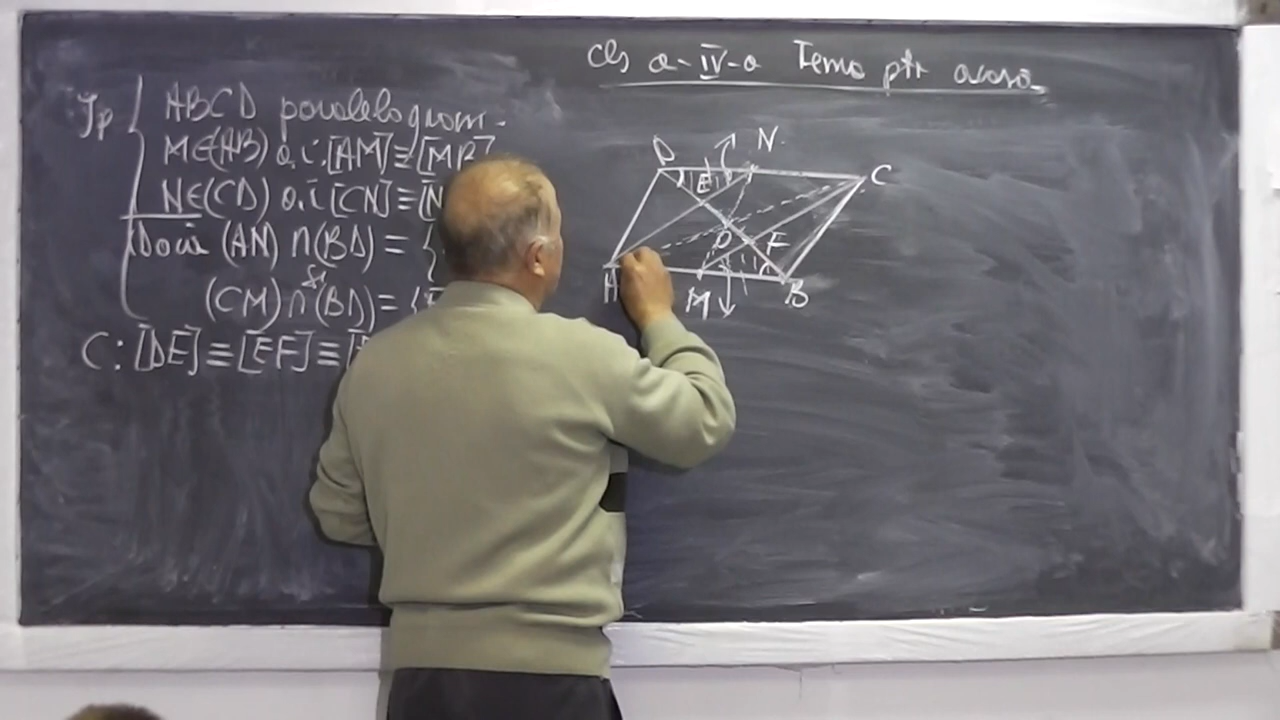 Cls a-IV-a Tema ptr acasă
Ip { ABCD paralelogram.
M∈(AB) a.î. [AM]≡[MB]
N∈(CD) a.î [CN]≡[N
Dacă (AN) ∩(BD) = {
și
(CM)∩(BD)= {F
C: [DE]≡[EF]≡[F
D N C
E
O F
A M B